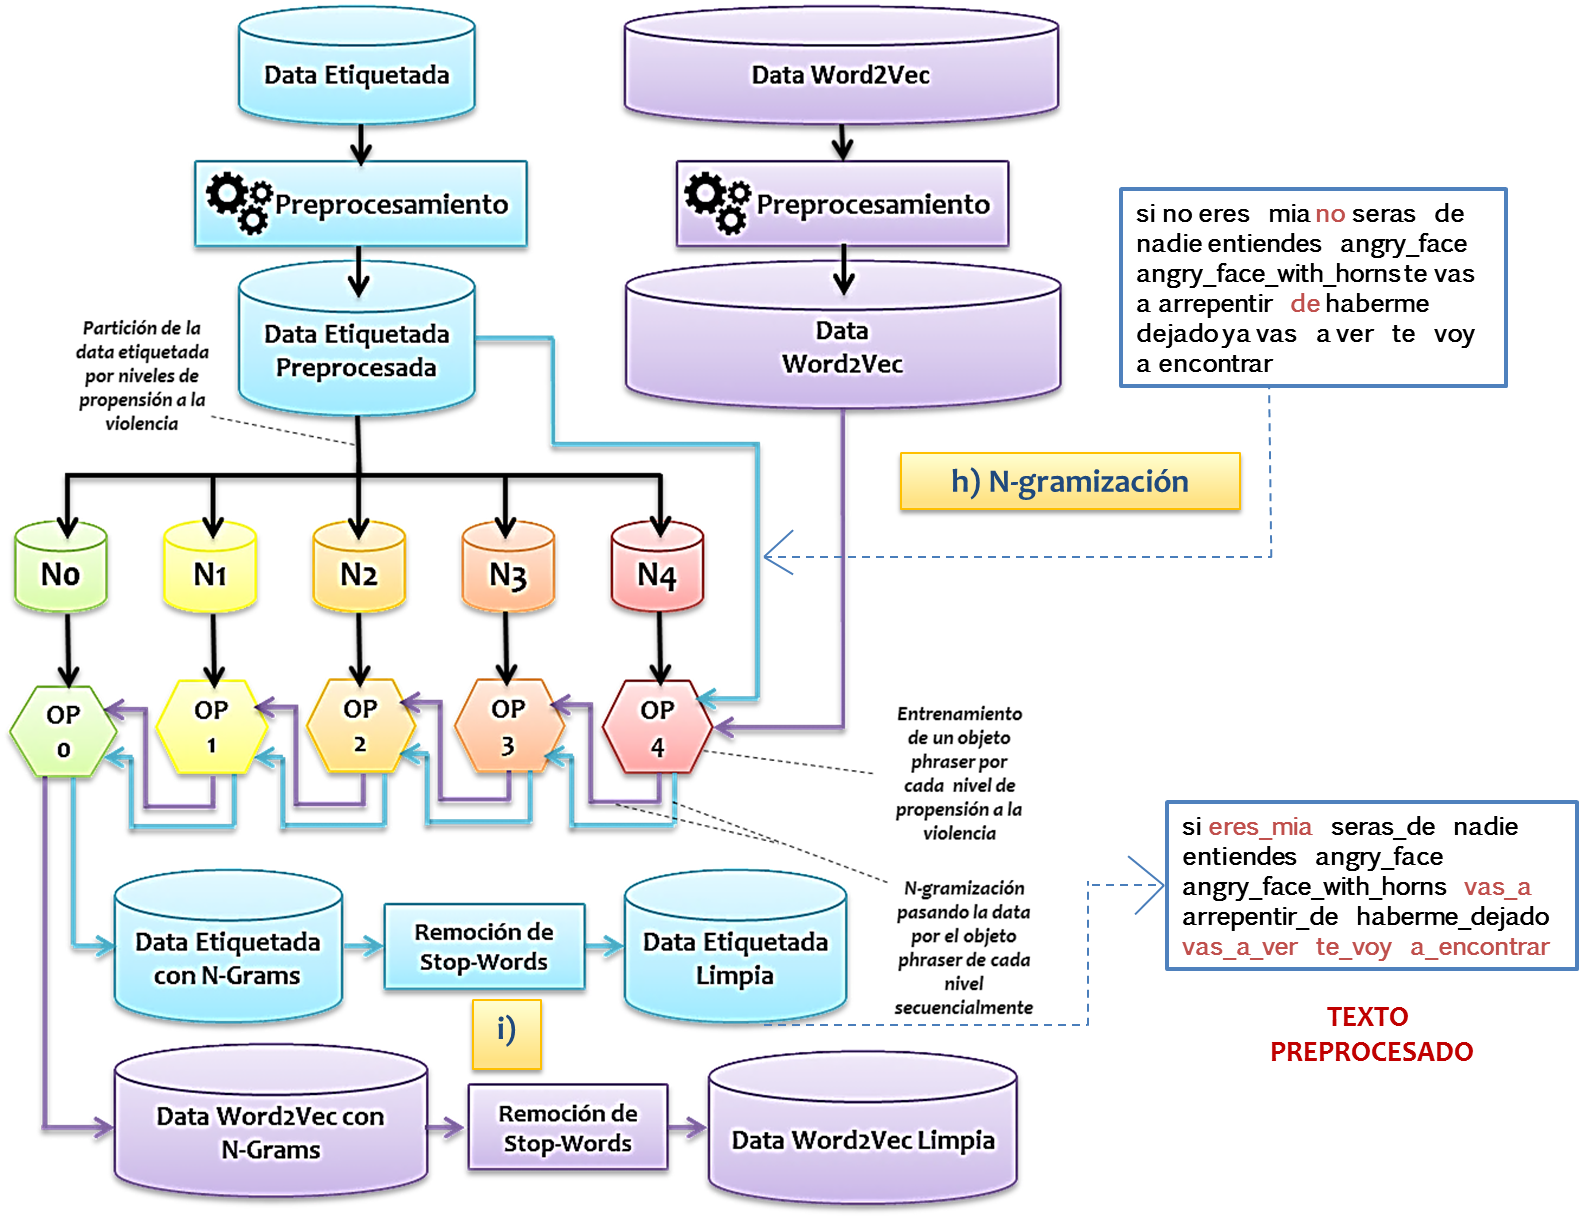 Data Etiquetada
Data Word2Vec
Preprocesamiento
Preprocesamiento
si no eres mia no seras de
nadie entiendes angry_face
angry_face_with_horns te vas
a arrepentir de haberme
dejado ya vas a ver te voy
a encontrar
Data Etiquetada
Preprocesada
Data
Word2Vec
Partición de la
data etiquetada
por niveles de
propensión a la
violencia
h) N-gramización
N0
N1
N2
N3
N4
OP
0
OP
1
OP
2
OP
3
OP
4
Entrenamiento
de un objeto
phraser por
cada nivel de
propensión a la
violencia
si eres_mia seras_de nadie
entiendes angry_face
angry_face_with_horns vas_a
arrepentir_de haberme_dejado
vas_a_ver te_voy a_encontrar
N-gramización
pasando la data
por el objeto
phraser de cada
nivel
secuencialmente
Data Etiquetada
con N-Grams
Remoción de
Stop-Words
Data Etiquetada
Limpia
i)
TEXTO
PREPROCESADO
Data Word2Vec con
N-Grams
Remoción de
Stop-Words
Data Word2Vec Limpia